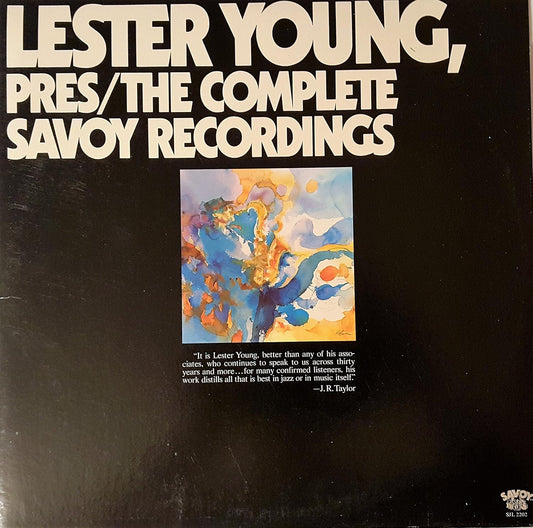 LESTER YOUNG,
PRES/THE COMPLETE
SAVOY RECORDINGS
"It is Lester Young, better than any of his asso-
ciates, who continues to speak to us across thirty
years and more...for many confirmed listeners, his
work distills all that is best in jazz or in music itself."
—J.R. Taylor
SAVOY
SJL 2202